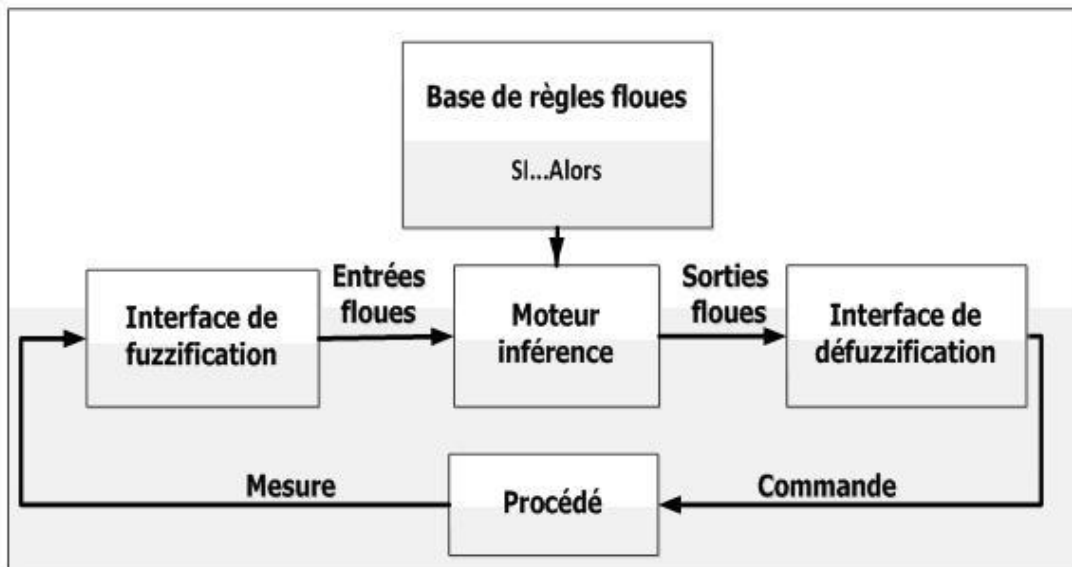 Base de règles floues
SI...Alors
Entrées
floues
Sorties
floues
Interface de
fuzzification
Moteur
inférence
Interface de
défuzzification
Mesure
Commande
Procédé